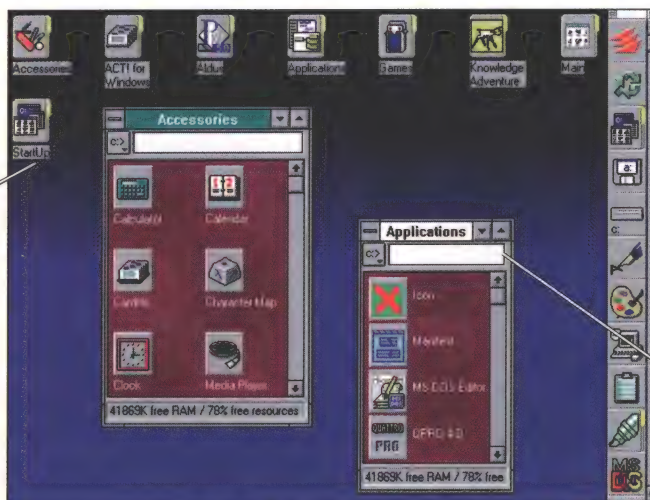 Accessories
ACT! for
Windows
Aldus
Applications
Games
Knowledge
Adventure
Main
StartUp
Accessories
c:>
Calculator
Calendar
Cardfile
Character Map
Clock
Media Player
41869K free RAM / 78% free resources
Applications
c:>
Icon
Manifest
MS-DOS Editor
QUATTRO
PRO
QPRO 4.0
41869K free RAM / 78% free
c:
MS
DOS